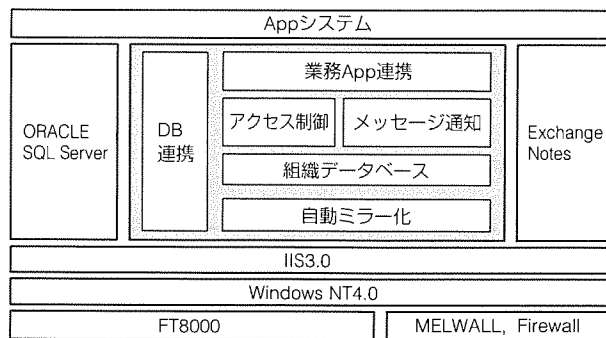 Appシステム
ORACLE
SQL Server
DB
連携
業務App連携
アクセス制御
メッセージ通知
組織データベース
自動ミラー化
Exchange
Notes
IIS3.0
Windows NT4.0
FT8000
MELWALL, Firewall